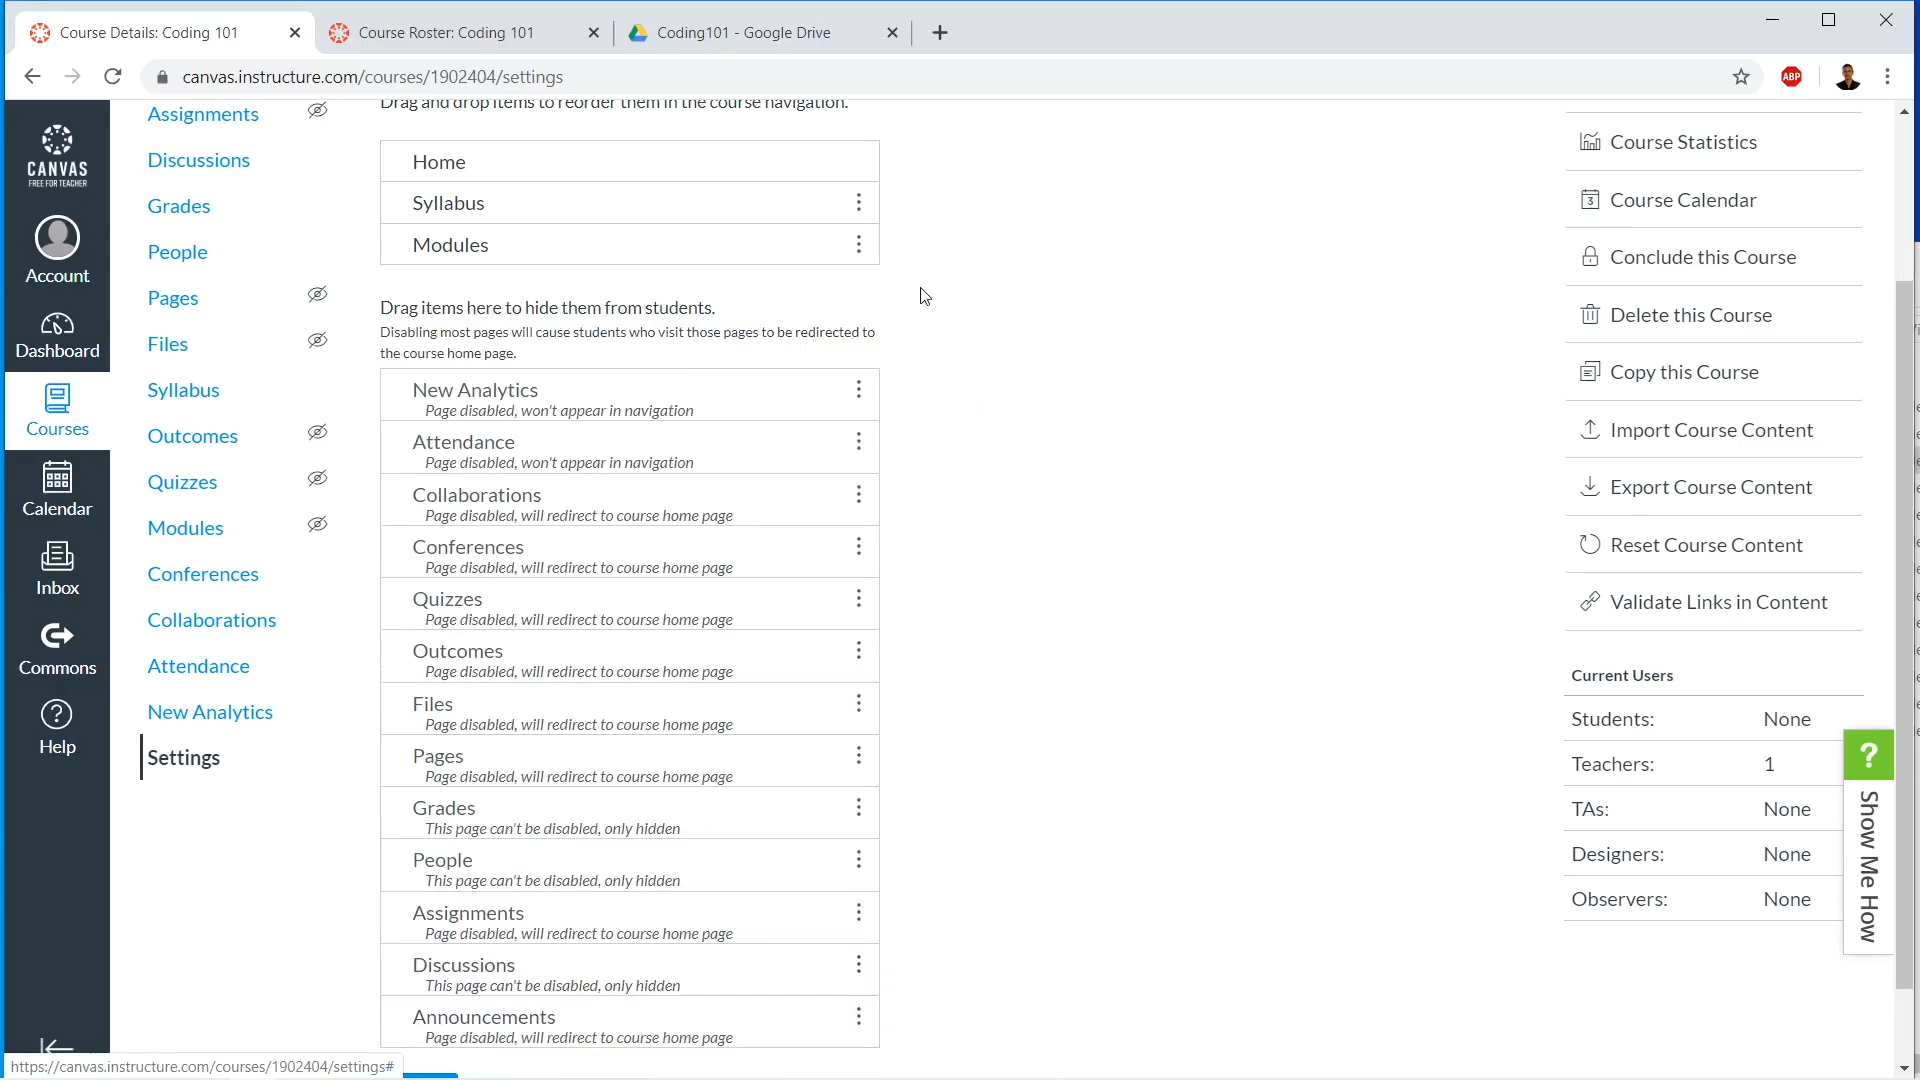 Course Details: Coding 101
Course Roster: Coding 101
Coding101 - Google Drive
canvas.instructure.com/courses/1902404/settings
ABP
CANVAS
FREE FOR TEACHER
Account
Dashboard
Courses
Calendar
Inbox
Commons
Help
Assignments
Discussions
Grades
People
Pages
Files
Syllabus
Outcomes
Quizzes
Modules
Conferences
Collaborations
Attendance
New Analytics
Settings
Drag and drop items to reorder them in the course navigation.
Home
Syllabus
Modules
Drag items here to hide them from students.
Disabling most pages will cause students who visit those pages to be redirected to
the course home page.
New Analytics
Page disabled, won't appear in navigation
Attendance
Page disabled, won't appear in navigation
Collaborations
Page disabled, will redirect to course home page
Conferences
Page disabled, will redirect to course home page
Quizzes
Page disabled, will redirect to course home page
Outcomes
Page disabled, will redirect to course home page
Files
Page disabled, will redirect to course home page
Pages
Page disabled, will redirect to course home page
Grades
This page can't be disabled, only hidden
People
This page can't be disabled, only hidden
Assignments
Page disabled, will redirect to course home page
Discussions
This page can't be disabled, only hidden
Announcements
Page disabled, will redirect to course home page
Course Statistics
3 Course Calendar
Conclude this Course
Delete this Course
Copy this Course
Import Course Content
Export Course Content
Reset Course Content
Validate Links in Content
Current Users
Students: None
Teachers: 1
TAs: None
Designers: None
Observers: None
? Show Me How
https://canvas.instructure.com/courses/1902404/settings#